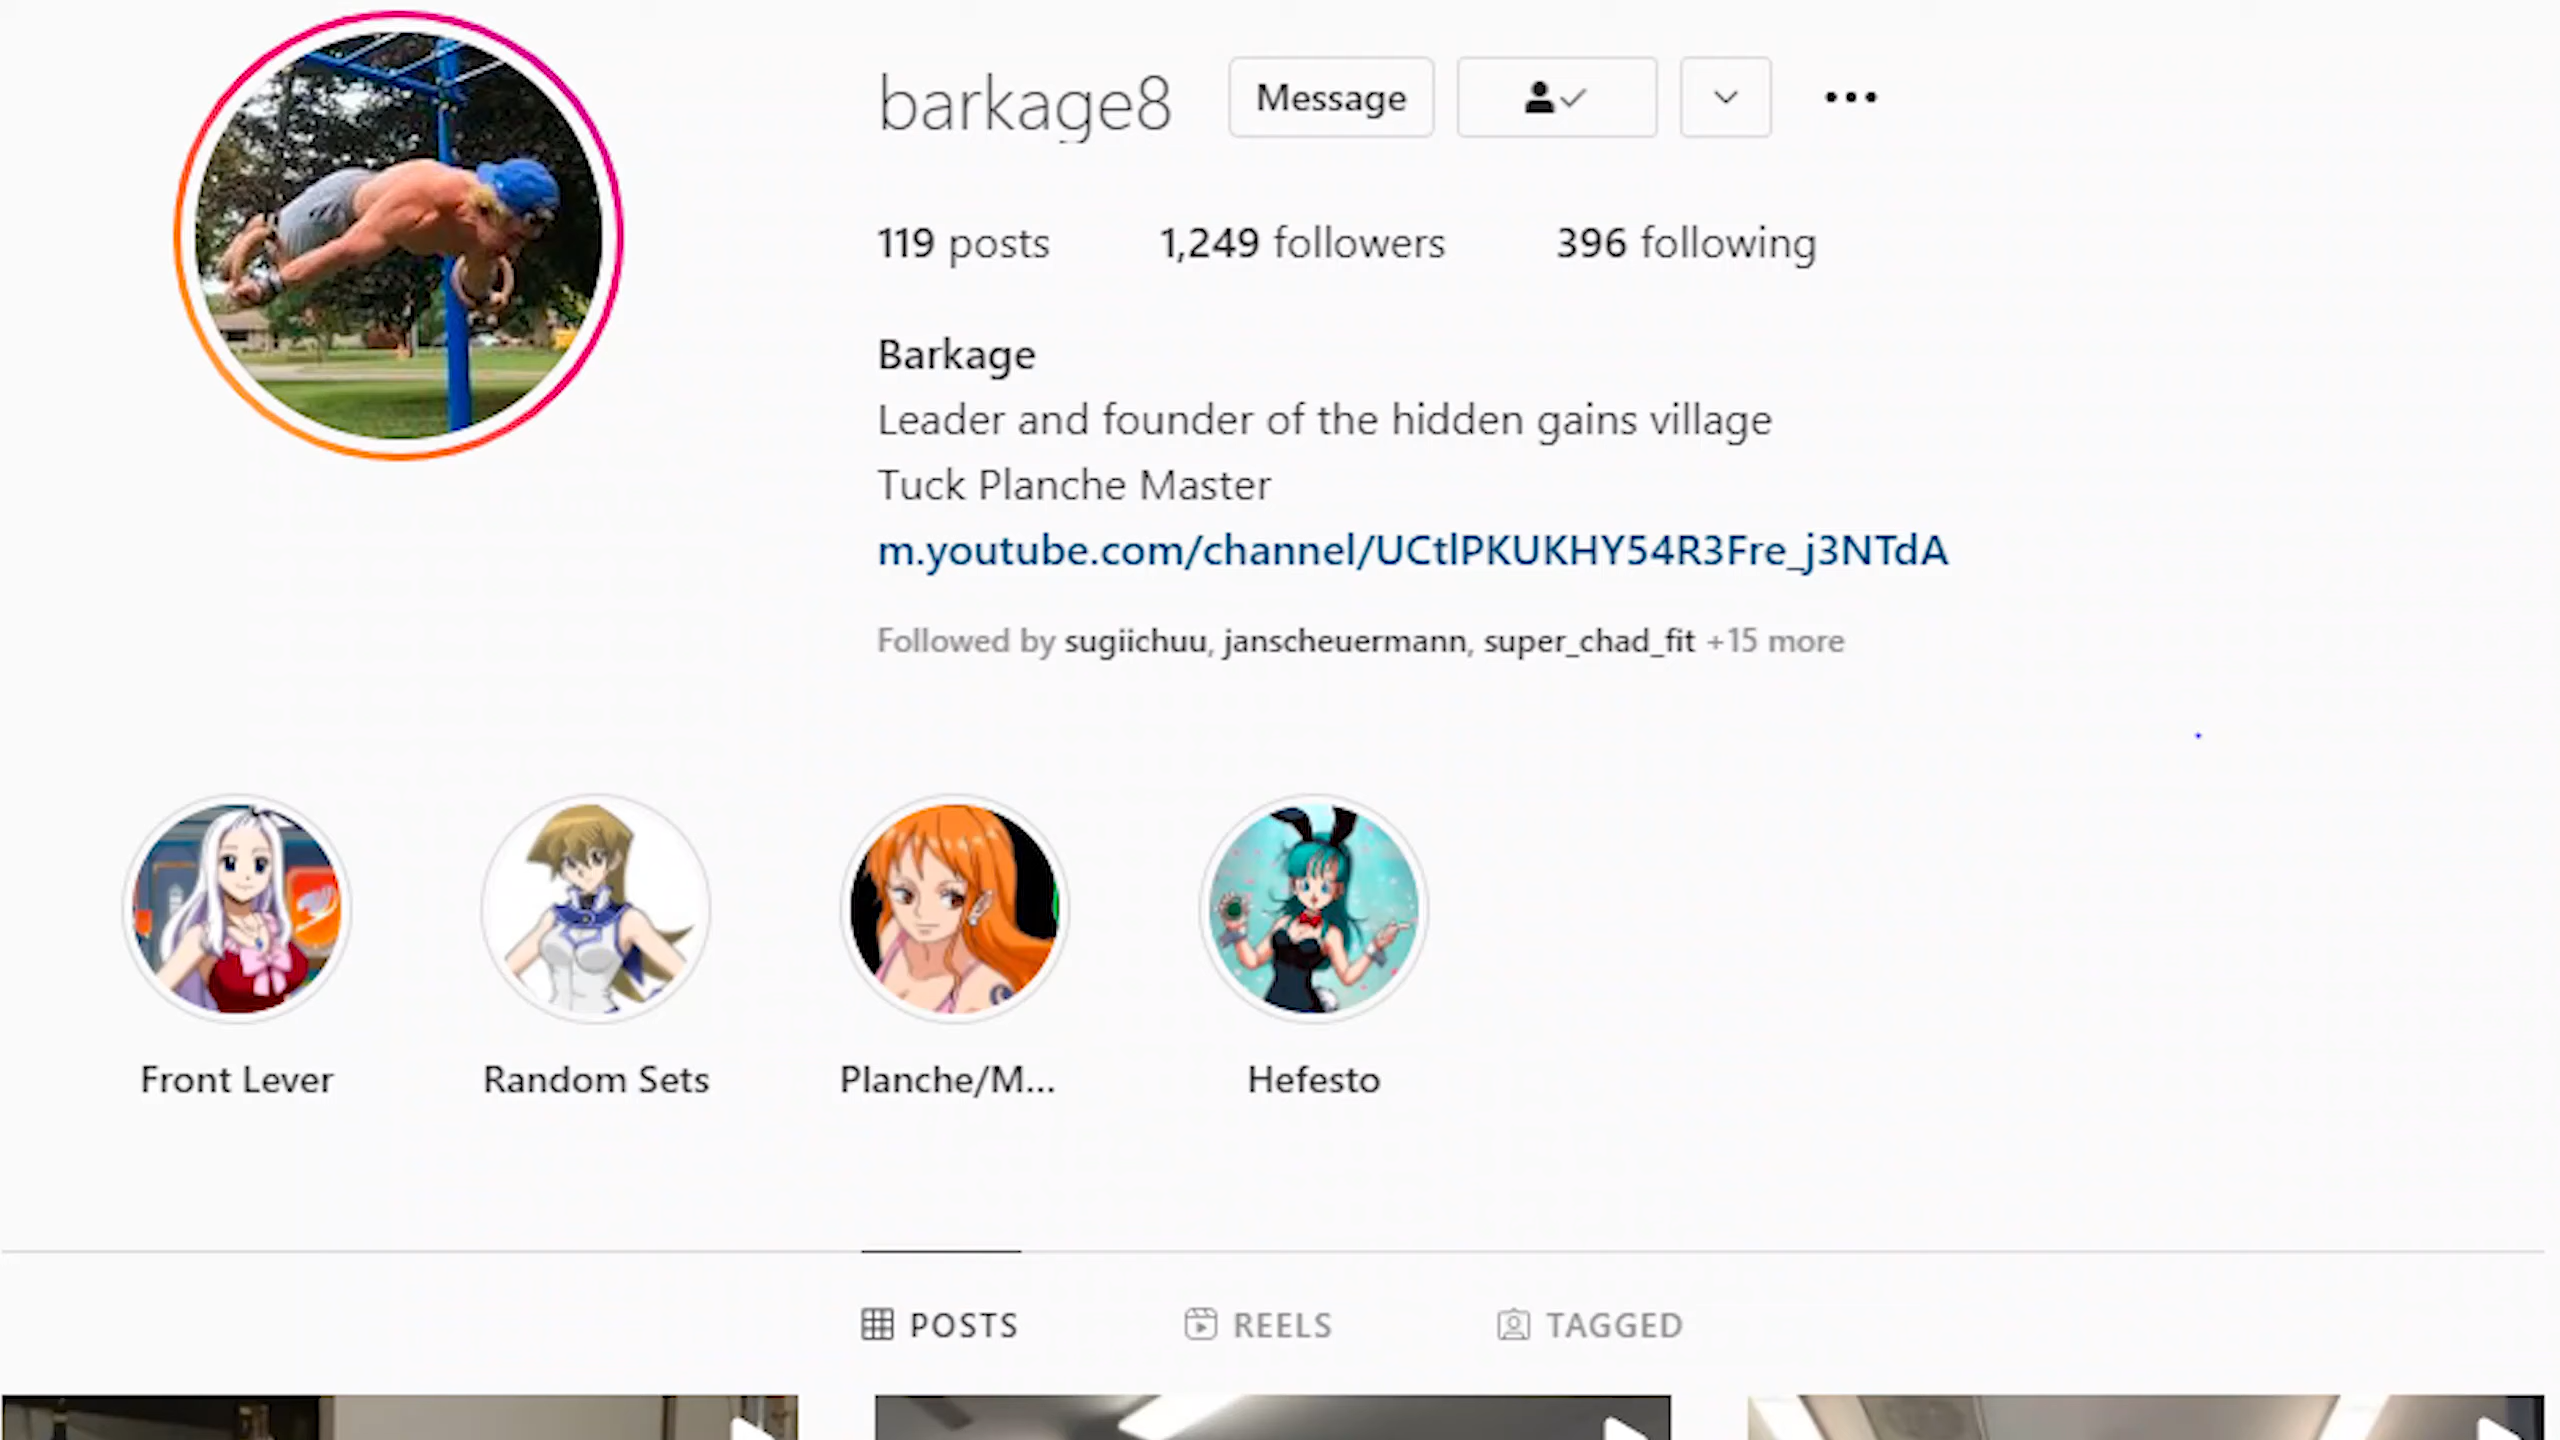 barkage8 Message
119 posts 1,249 followers 396 following
Barkage
Leader and founder of the hidden gains village
Tuck Planche Master
m.youtube.com/channel/UCtlPKUKHY54R3Fre_j3NTdA
Followed by sugiichuu, janscheuermann, super_chad_fit +15 more
Front Lever Random Sets Planche/M... Hefesto
POSTS REELS TAGGED